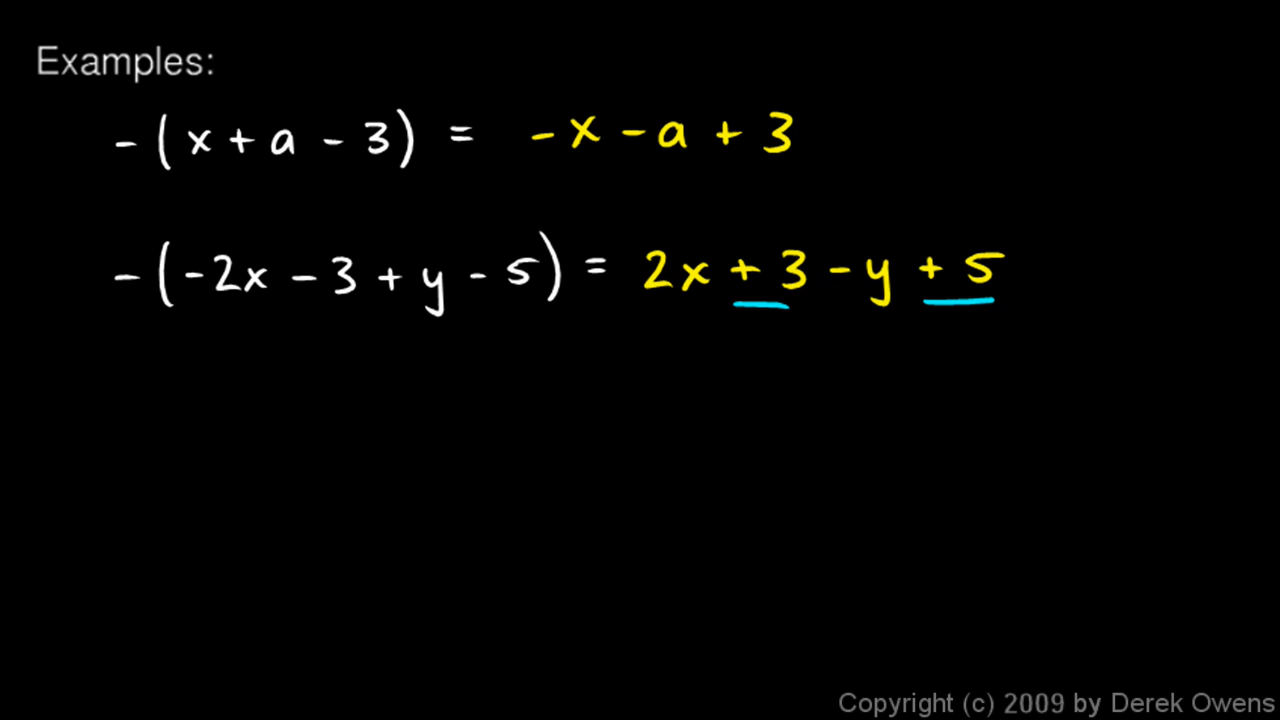 Examples:
-(x + a - 3) = -x - a + 3
-(-2x - 3 + y - 5) = 2x + 3 - y + 5
Copyright (c) 2009 by Derek Owens